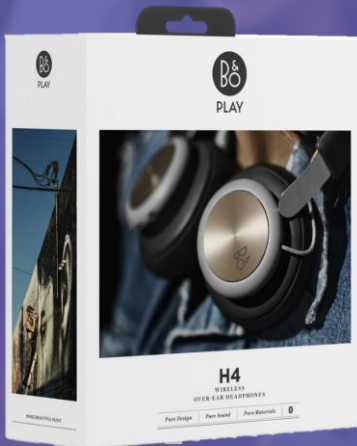 B&O
PLAY
B&O
PLAY
B&O
H4
WIRELESS
OVER-EAR HEADPHONES
Pure Design
Pure Sound
Pure Materials
MAKE BEAUTIFUL MUSIC